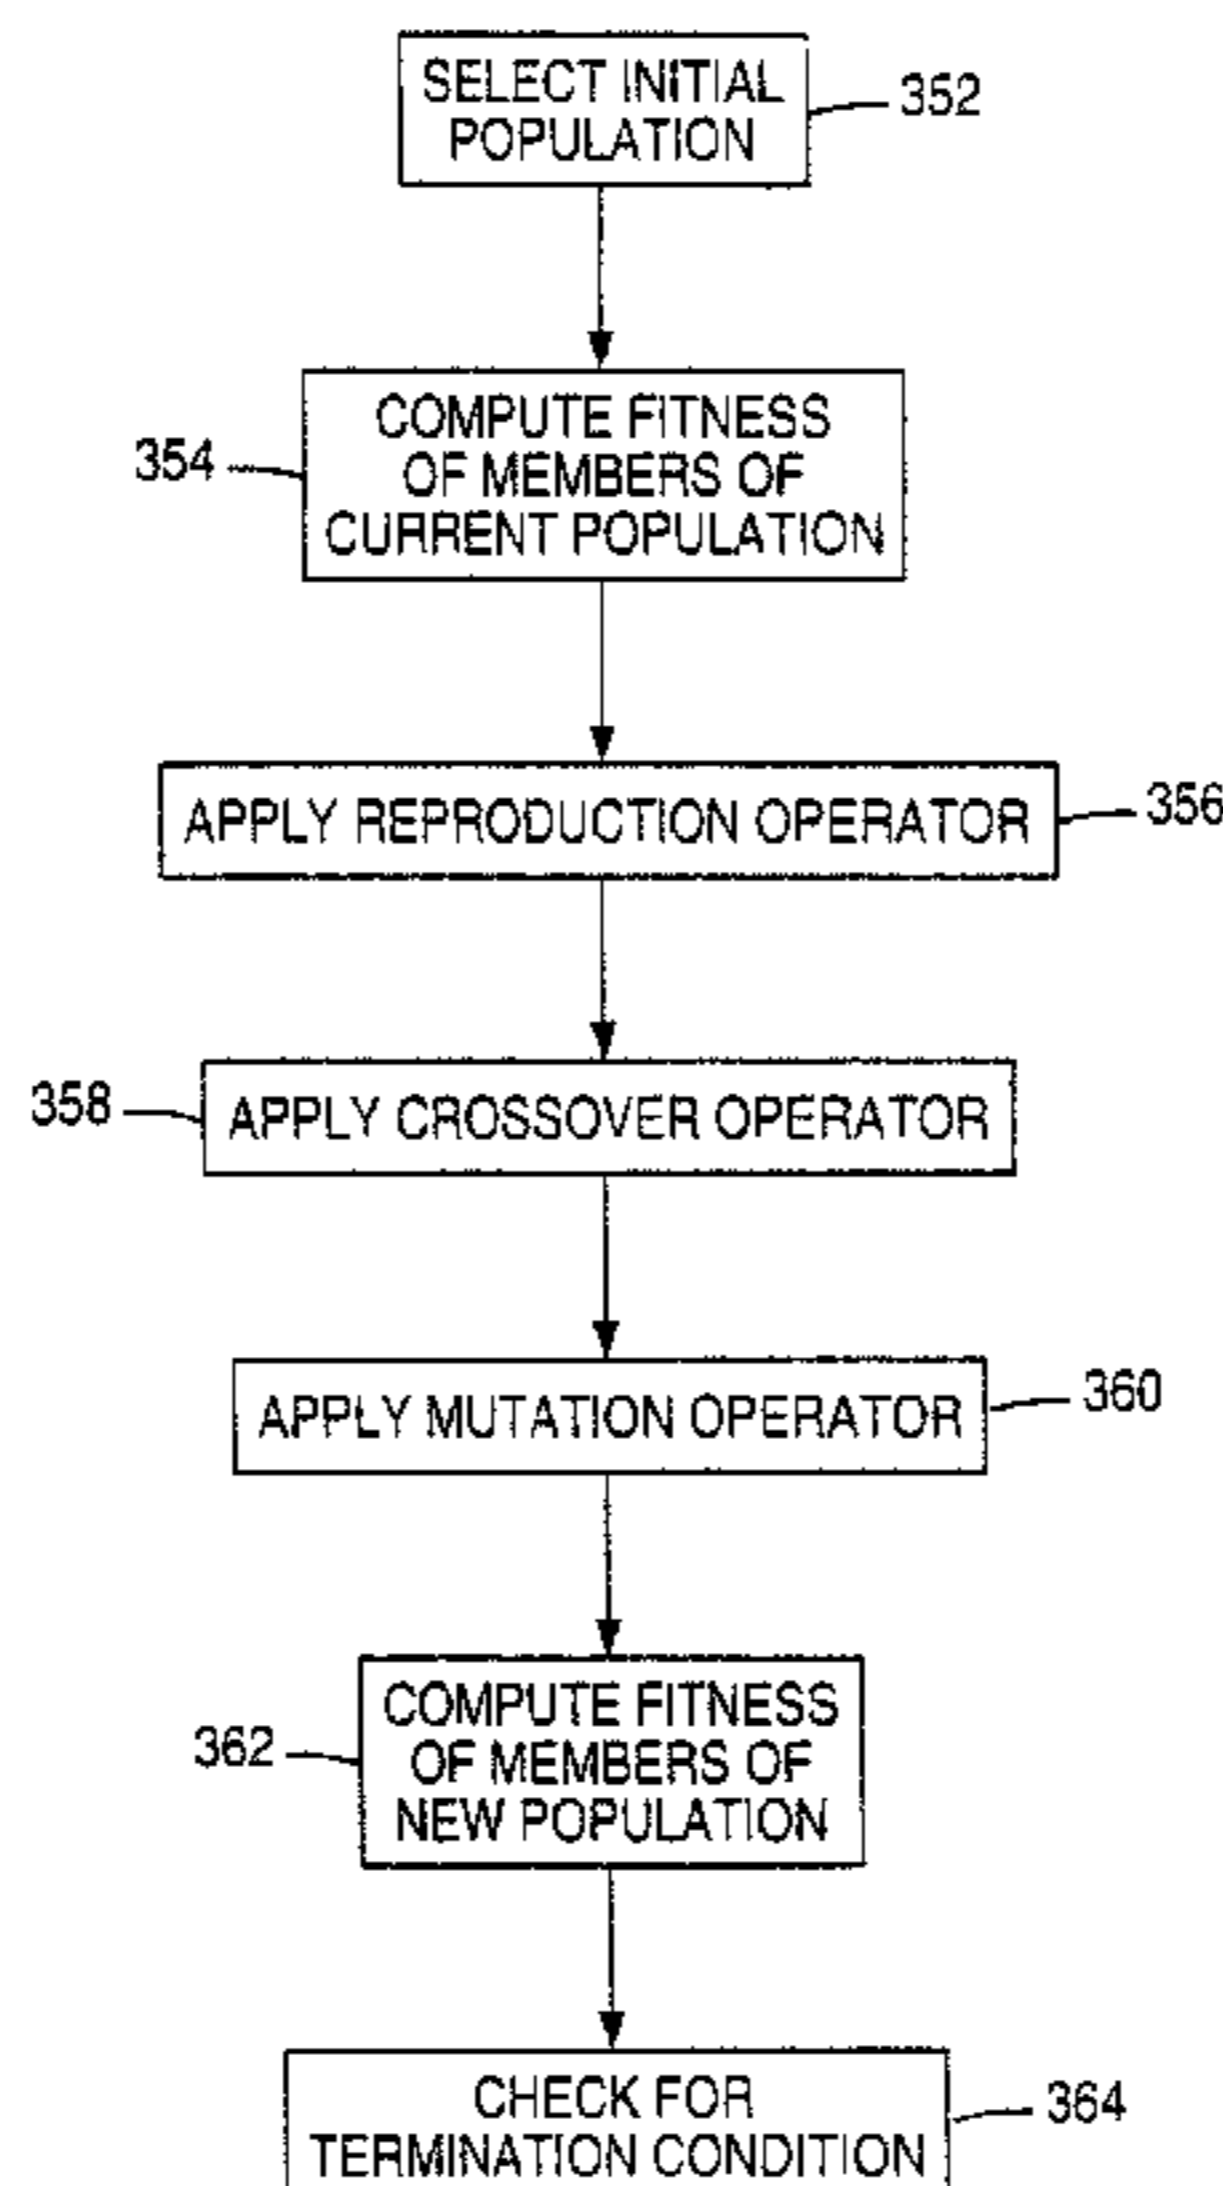 SELECT INITIAL
POPULATION
352
COMPUTE FITNESS
OF MEMBERS OF
CURRENT POPULATION
354
APPLY REPRODUCTION OPERATOR
356
358
APPLY CROSSOVER OPERATOR
APPLY MUTATION OPERATOR
360
COMPUTE FITNESS
OF MEMBERS OF
NEW POPULATION
362
CHECK FOR
TERMINATION CONDITION
364